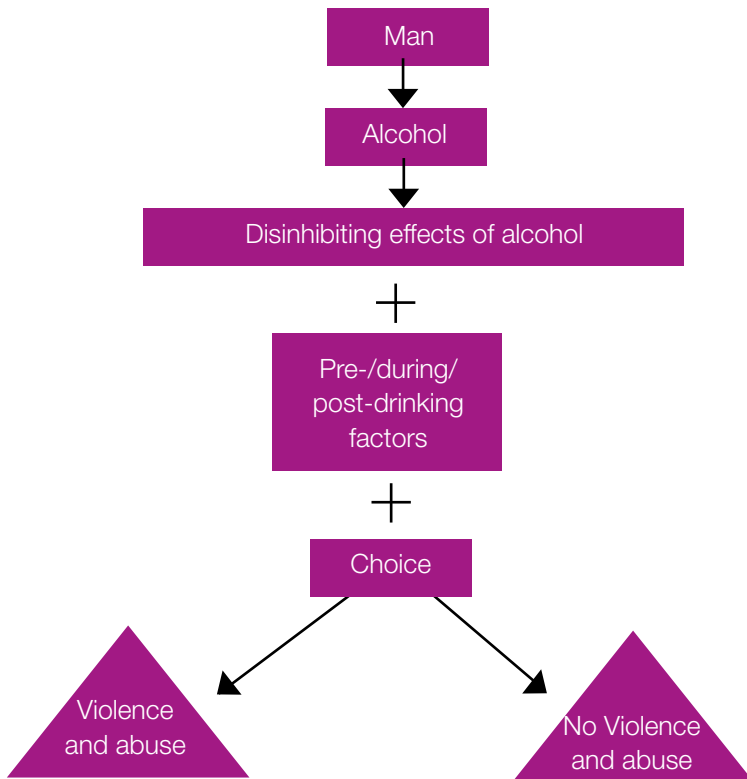 Man
Alcohol
Disinhibiting effects of alcohol
+
Pre-/during/
post-drinking
factors
+
Choice
Violence
and abuse
No Violence
and abuse